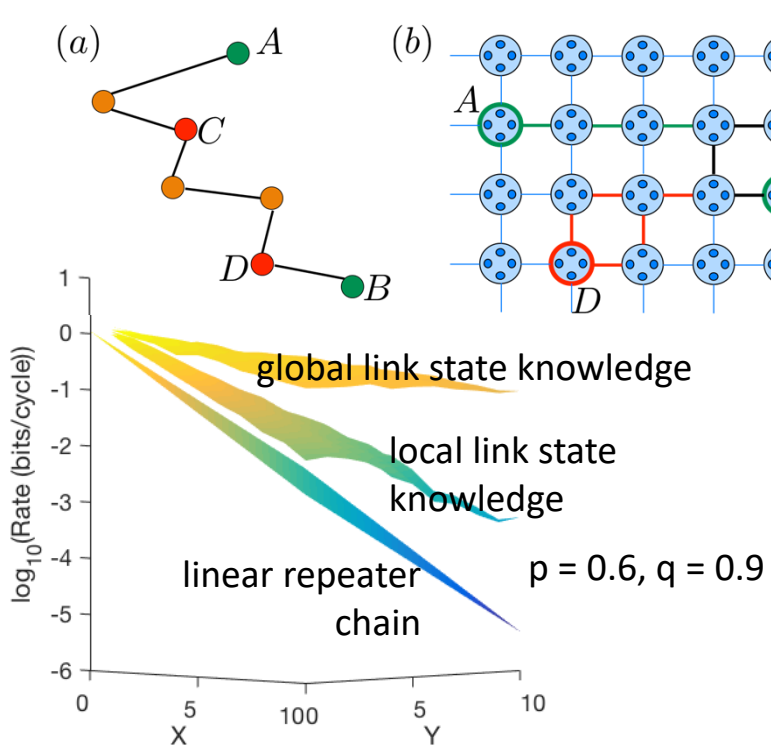 (a)
A
C
D
B
(b)
A
D
1
0
-1
-2
-3
-4
-5
-6
log10(Rate (bits/cycle))
global link state knowledge
local link state
knowledge
linear repeater
chain
p = 0.6, q = 0.9
0
5
100
5
10
X
Y